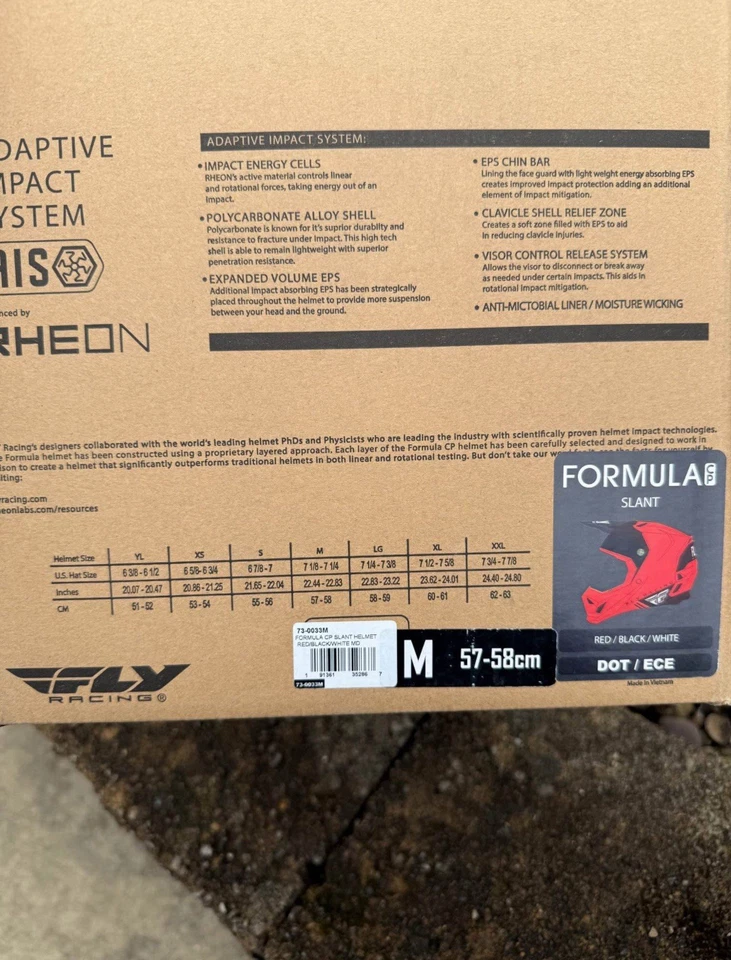 DAPTIVE
MPACT
YSTEM
AIS
nced by
RHEON
ADAPTIVE IMPACT SYSTEM:
• IMPACT ENERGY CELLS
RHEON's active material controls linear
and rotational forces, taking energy out of an
impact.
• POLYCARBONATE ALLOY SHELL
Polycarbonate is known for it's suprior durabilty and
resistance to fracture under impact. This high tech
shell is able to remain lightweight with superior
penetration resistance.
• EXPANDED VOLUME EPS
Additional impact absorbing EPS has been strategically
placed throughout the helmet to provide more suspension
between your head and the ground.
• EPS CHIN BAR
Lining the face guard with light weight energy absorbing EPS
creates improved impact protection adding an additional
element of impact mitigation.
• CLAVICLE SHELL RELIEF ZONE
Creates a soft zone filled with EPS to aid
in reducing clavicle injuries.
• VISOR CONTROL RELEASE SYSTEM
Allows the visor to disconnect or break away
as needed under certain impacts. This aids in
rotational impact mitigation.
• ANTI-MICTOBIAL LINER / MOISTURE WICKING
Racing's designers collaborated with the world's leading helmet PhDs and Physicists who are leading the industry with scientifically proven helmet impact technologies.
e Formula helmet has been constructed using a proprietary layered approach. Each layer of the Formula CP helmet has been carefully selected and designed to work in
ison to create a helmet that significantly outperforms traditional helmets in both linear and rotational testing. But don't take our
iting:
racing.com
eonlabs.com/resources
Helmet Size YL XS S M LG XL XXL
U.S. Hat Size 6 3/8 - 6 1/2 6 5/8- 6 3/4 6 7/8 - 7 7 1/8 - 7 1/4 7 1/4 - 7 3/8 7 1/2 - 7 5/8 7 3/4 - 7 7/8
Inches 20.07 - 20.47 20.86 - 21.25 21.65 - 22.04 22.44 - 22.83 22.83 - 23.22 23.62 - 24.01 24.40 - 24.80
CM 51 - 52 53 - 54 55 - 56 57 - 58 58 - 59 60 - 61 62 - 63
FORMULA CP
SLANT
RED / BLACK / WHITE
DOT / ECE
Made in Vietnam
73-0033M
FORMULA CP SLANT HELMET
RED/BLACK/WHITE MD
1 91361 35286 7
73-0033M
M 57-58cm
FLY
RACING®